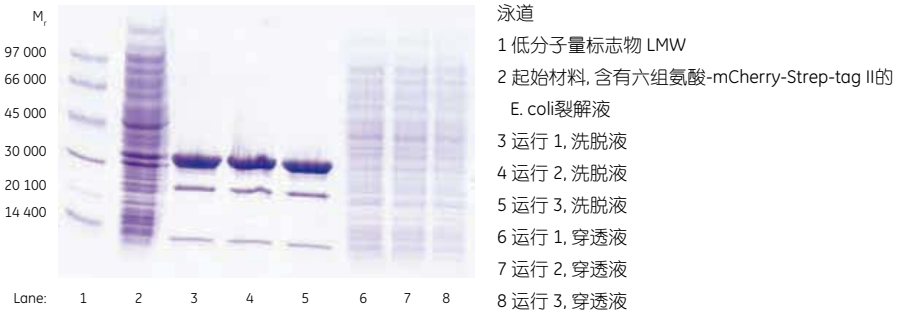 Mr
97 000
66 000
45 000
30 000
20 100
14 400
Lane: 1 2 3 4 5 6 7 8
泳道
1 低分子量标志物 LMW
2 起始材料, 含有六组氨酸-mCherry-Strep-tag II的
E. coli裂解液
3 运行 1, 洗脱液
4 运行 2, 洗脱液
5 运行 3, 洗脱液
6 运行 1, 穿透液
7 运行 2, 穿透液
8 运行 3, 穿透液